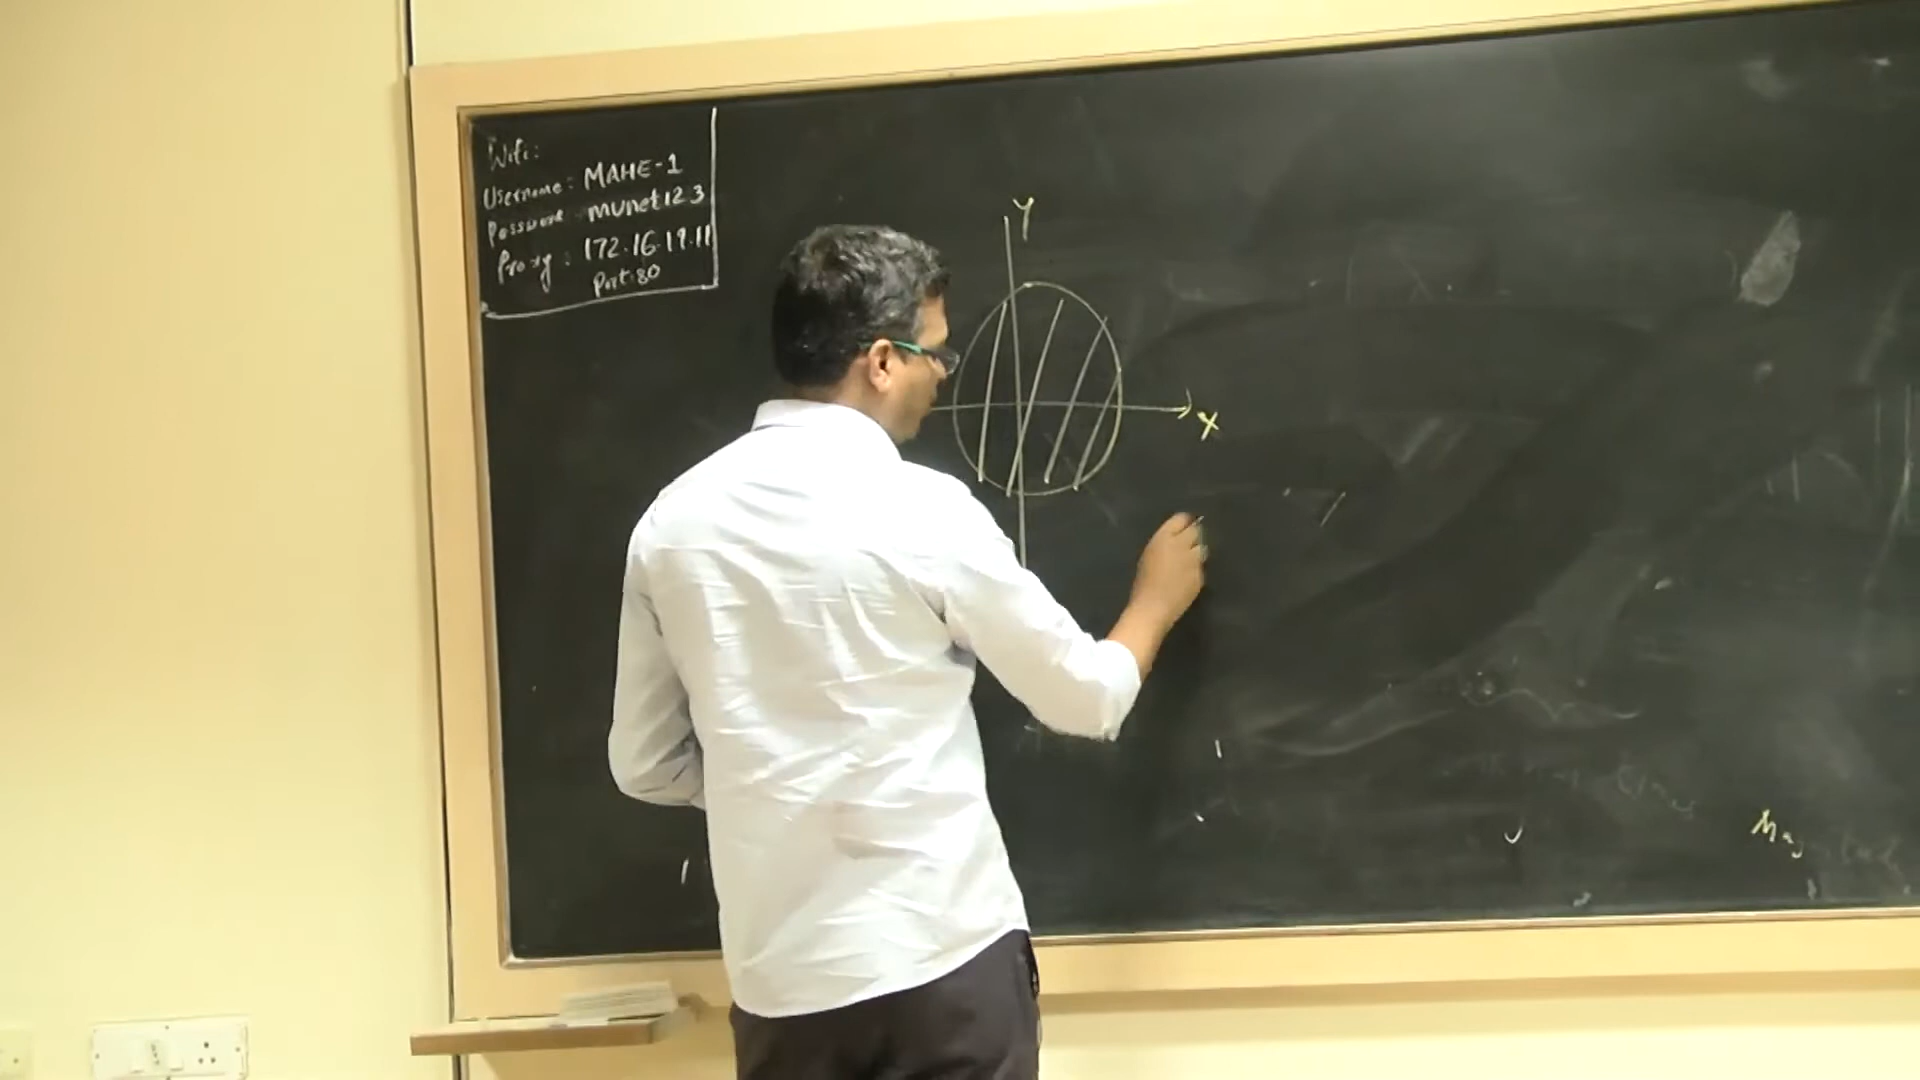 Wifi:
Username: MAHE-1
Password: munet123
Proxy: 172.16.19.11
Port:80
Y
X